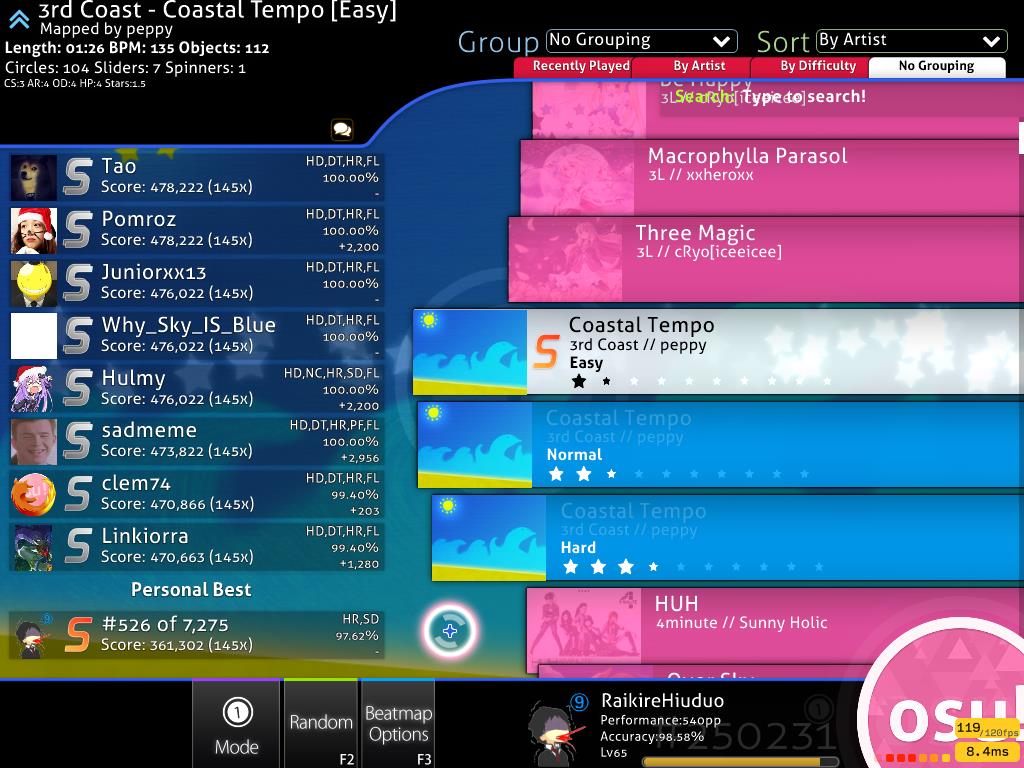 3rd Coast - Coastal Tempo [Easy]
Mapped by peppy
Length: 01:26 BPM: 135 Objects: 112
Circles: 104 Sliders: 7 Spinners: 1
CS:3 AR:4 OD:4 HP:4 Stars:1.5
Group No Grouping
Sort By Artist
Recently Played
By Artist
By Difficulty
No Grouping
Be Happy
3L // cRyo[iceeicee]
Search: Type to search!
Macrophylla Parasol
3L // xxheroxx
Three Magic
3L // cRyo[iceeicee]
Coastal Tempo
3rd Coast // peppy
Easy
Coastal Tempo
3rd Coast // peppy
Normal
Coastal Tempo
3rd Coast // peppy
Hard
HUH
4minute // Sunny Holic
S Tao HD,DT,HR,FL
Score: 478,222 (145x) 100.00%
-
S Pomroz HD,DT,HR,FL
Score: 478,222 (145x) 100.00%
+2,200
S Juniorxx13 HD,DT,HR,FL
Score: 476,022 (145x) 100.00%
-
S Why_Sky_IS_Blue HD,DT,HR,FL
Score: 476,022 (145x) 100.00%
-
S Hulmy HD,NC,HR,SD,FL
Score: 476,022 (145x) 100.00%
+2,200
S sadmeme HD,DT,HR,PF,FL
Score: 473,822 (145x) 100.00%
+2,956
S clem74 HD,DT,HR,FL
Score: 470,866 (145x) 99.40%
+203
S Linkiorra HD,DT,HR,FL
Score: 470,663 (145x) 99.40%
+1,280
Personal Best
9 S #526 of 7,275 HR,SD
Score: 361,302 (145x) 97.62%
-
1
Mode
Random
F2
Beatmap
Options
F3
9 RaikireHiuduo
Performance:540pp
Accuracy:98.58%
Lv65
#250231
osu!
119/120fps
8.4ms